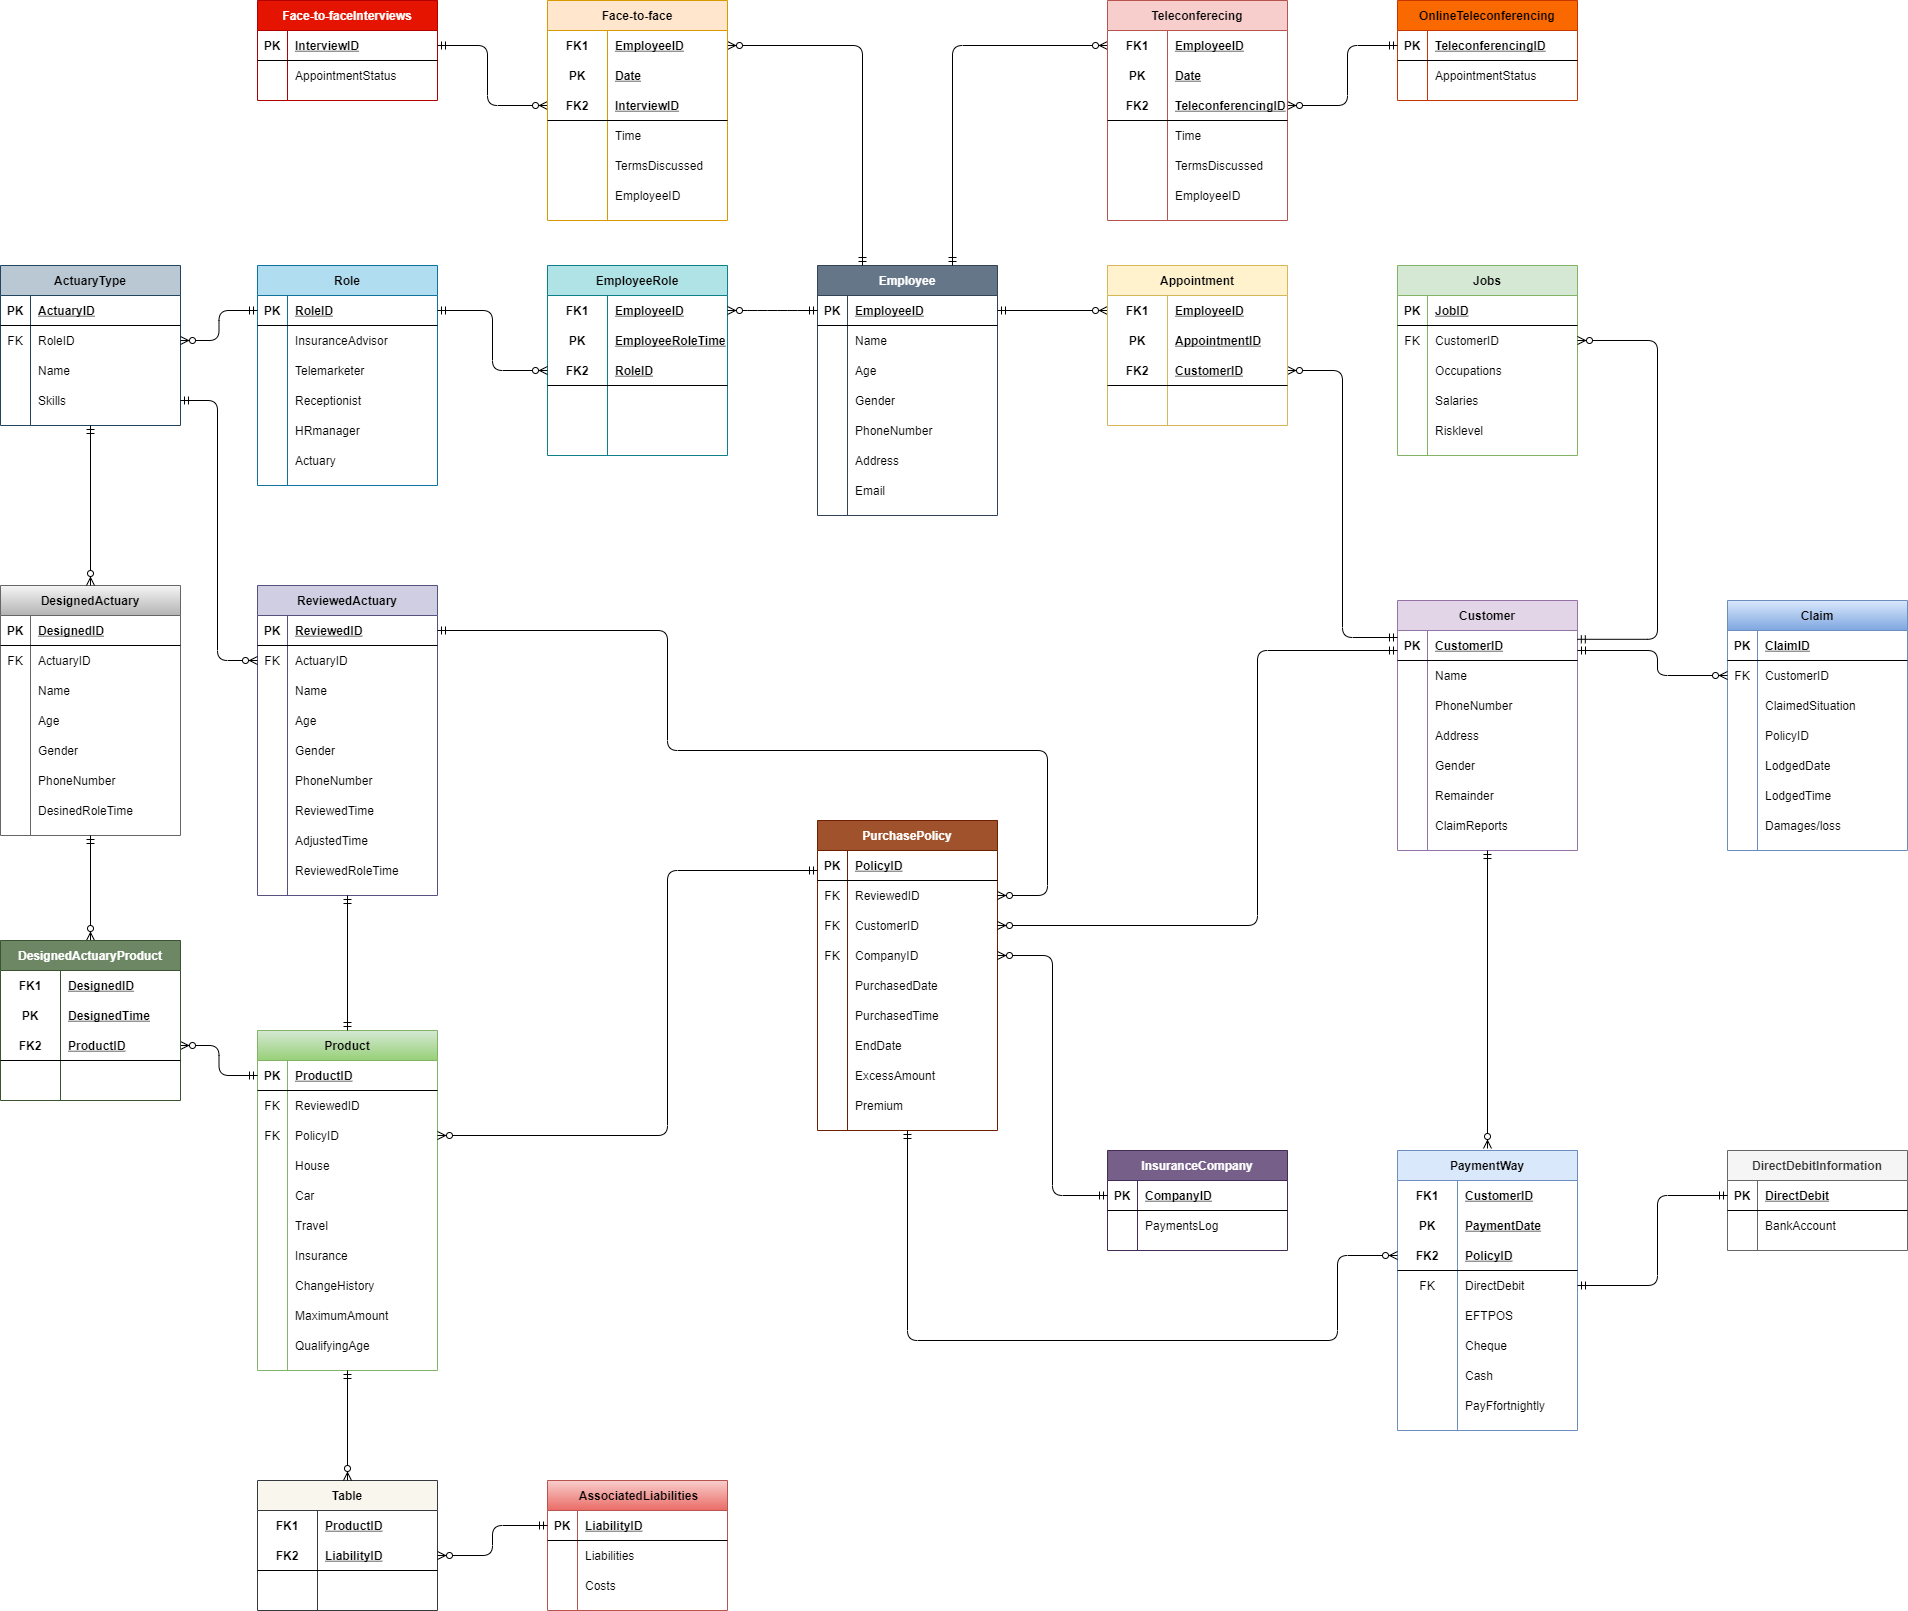 Face-to-faceInterviews
PK InterviewID
AppointmentStatus
Face-to-face
FK1 EmployeeID
PK Date
FK2 InterviewID
Time
TermsDiscussed
EmployeeID
Teleconferecing
FK1 EmployeeID
PK Date
FK2 TeleconferencingID
Time
TermsDiscussed
EmployeeID
OnlineTeleconferencing
PK TeleconferencingID
AppointmentStatus
ActuaryType
PK ActuaryID
FK RoleID
Name
Skills
Role
PK RoleID
InsuranceAdvisor
Telemarketer
Receptionist
HRmanager
Actuary
EmployeeRole
FK1 EmployeeID
PK EmployeeRoleTime
FK2 RoleID
Employee
PK EmployeeID
Name
Age
Gender
PhoneNumber
Address
Email
Appointment
FK1 EmployeeID
PK AppointmentID
FK2 CustomerID
Jobs
PK JobID
FK CustomerID
Occupations
Salaries
Risklevel
DesignedActuary
PK DesignedID
FK ActuaryID
Name
Age
Gender
PhoneNumber
DesinedRoleTime
ReviewedActuary
PK ReviewedID
FK ActuaryID
Name
Age
Gender
PhoneNumber
ReviewedTime
AdjustedTime
ReviewedRoleTime
Customer
PK CustomerID
Name
PhoneNumber
Address
Gender
Remainder
ClaimReports
Claim
PK ClaimID
FK CustomerID
ClaimedSituation
PolicyID
LodgedDate
LodgedTime
Damages/loss
PurchasePolicy
PK PolicyID
FK ReviewedID
FK CustomerID
FK CompanyID
PurchasedDate
PurchasedTime
EndDate
ExcessAmount
Premium
DesignedActuaryProduct
FK1 DesignedID
PK DesignedTime
FK2 ProductID
Product
PK ProductID
FK ReviewedID
FK PolicyID
House
Car
Travel
Insurance
ChangeHistory
MaximumAmount
QualifyingAge
InsuranceCompany
PK CompanyID
PaymentsLog
PaymentWay
FK1 CustomerID
PK PaymentDate
FK2 PolicyID
FK DirectDebit
EFTPOS
Cheque
Cash
PayFfortnightly
DirectDebitInformation
PK DirectDebit
BankAccount
Table
FK1 ProductID
FK2 LiabilityID
AssociatedLiabilities
PK LiabilityID
Liabilities
Costs